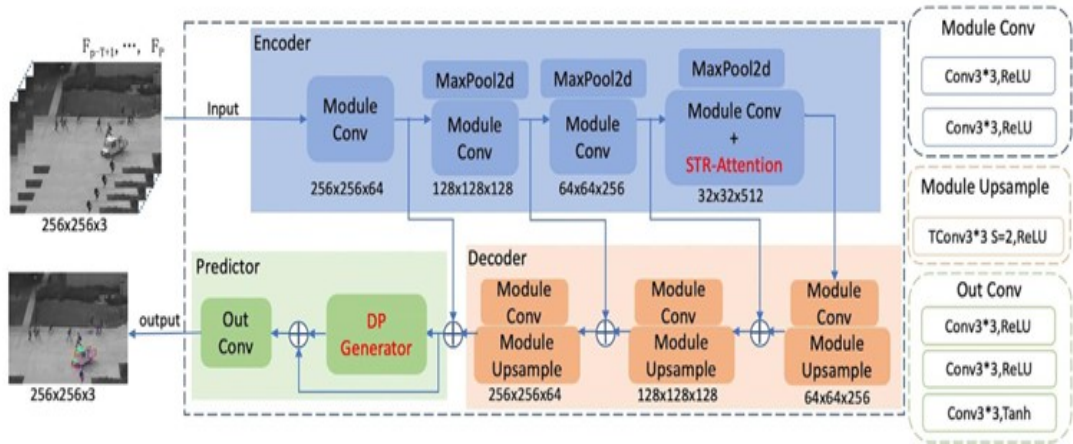 F_{p-T+1}, ⋯, F_P
256x256x3
Input
Encoder
Module
Conv
256x256x64
MaxPool2d
Module
Conv
128x128x128
MaxPool2d
Module
Conv
64x64x256
MaxPool2d
Module Conv
+
STR-Attention
32x32x512
Predictor
Out
Conv
DP
Generator
Decoder
Module
Conv
Module
Upsample
256x256x64
Module
Conv
Module
Upsample
128x128x128
Module
Conv
Module
Upsample
64x64x256
output
256x256x3
Module Conv
Conv3*3,ReLU
Conv3*3,ReLU
Module Upsample
TConv3*3 S=2,ReLU
Out Conv
Conv3*3,ReLU
Conv3*3,ReLU
Conv3*3,Tanh